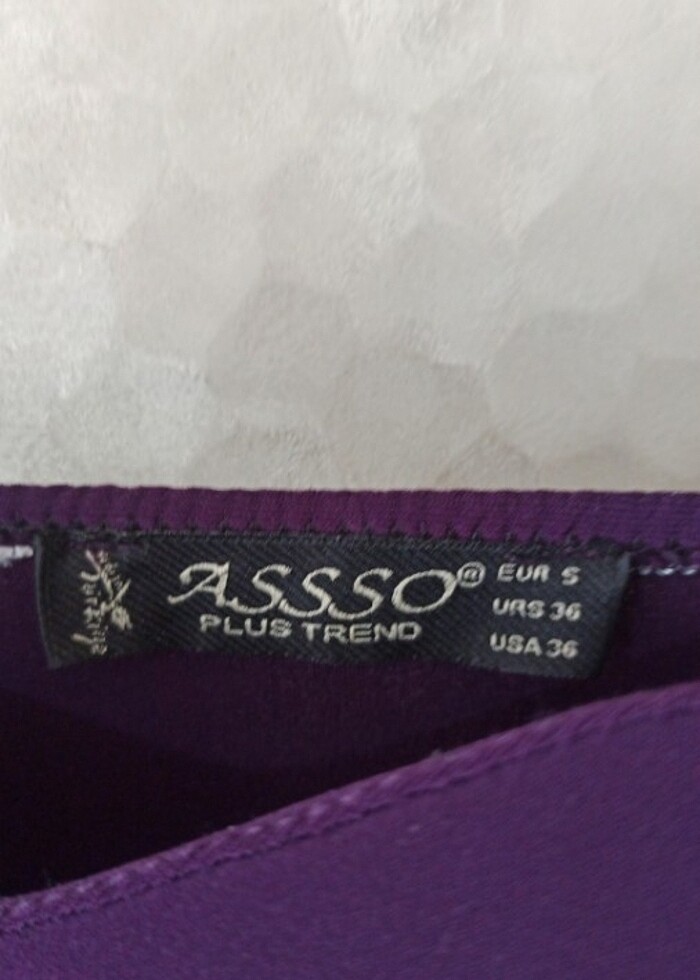 ASSSO®
PLUS TREND
EUR S
URS 36
USA 36